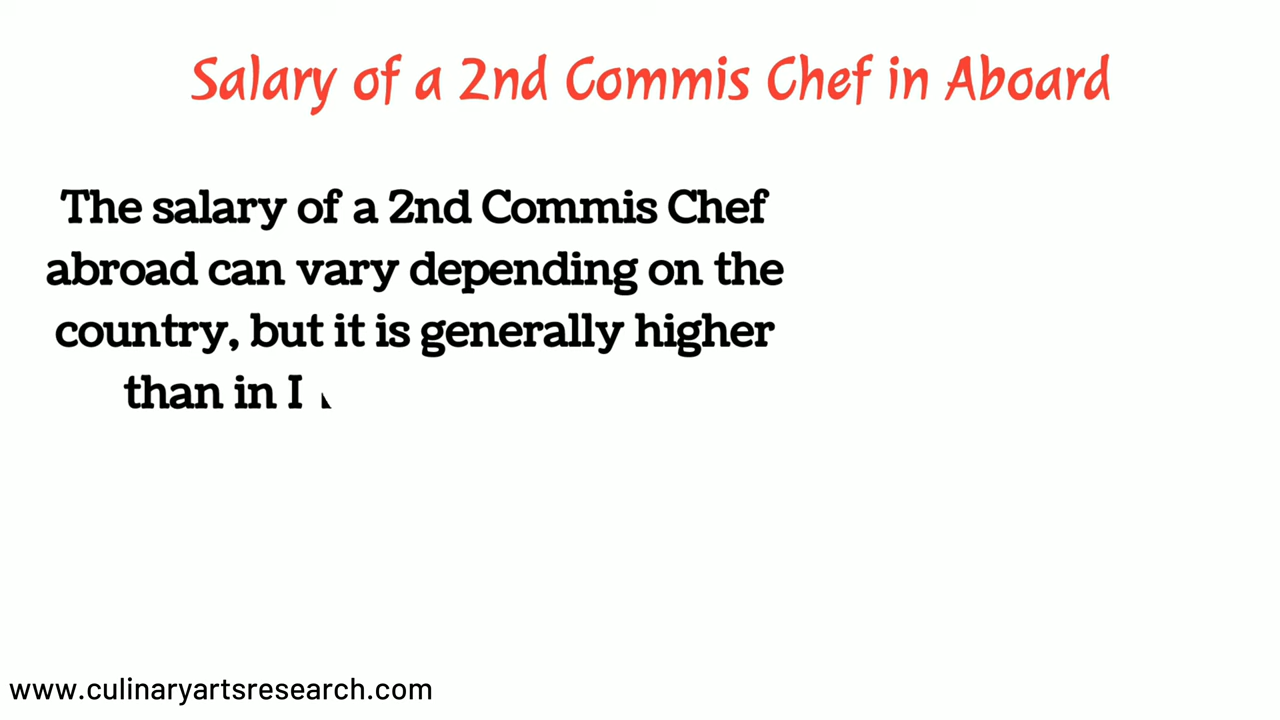 Salary of a 2nd Commis Chef in Aboard
The salary of a 2nd Commis Chef
abroad can vary depending on the
country, but it is generally higher
than in I
www.culinaryartsresearch.com